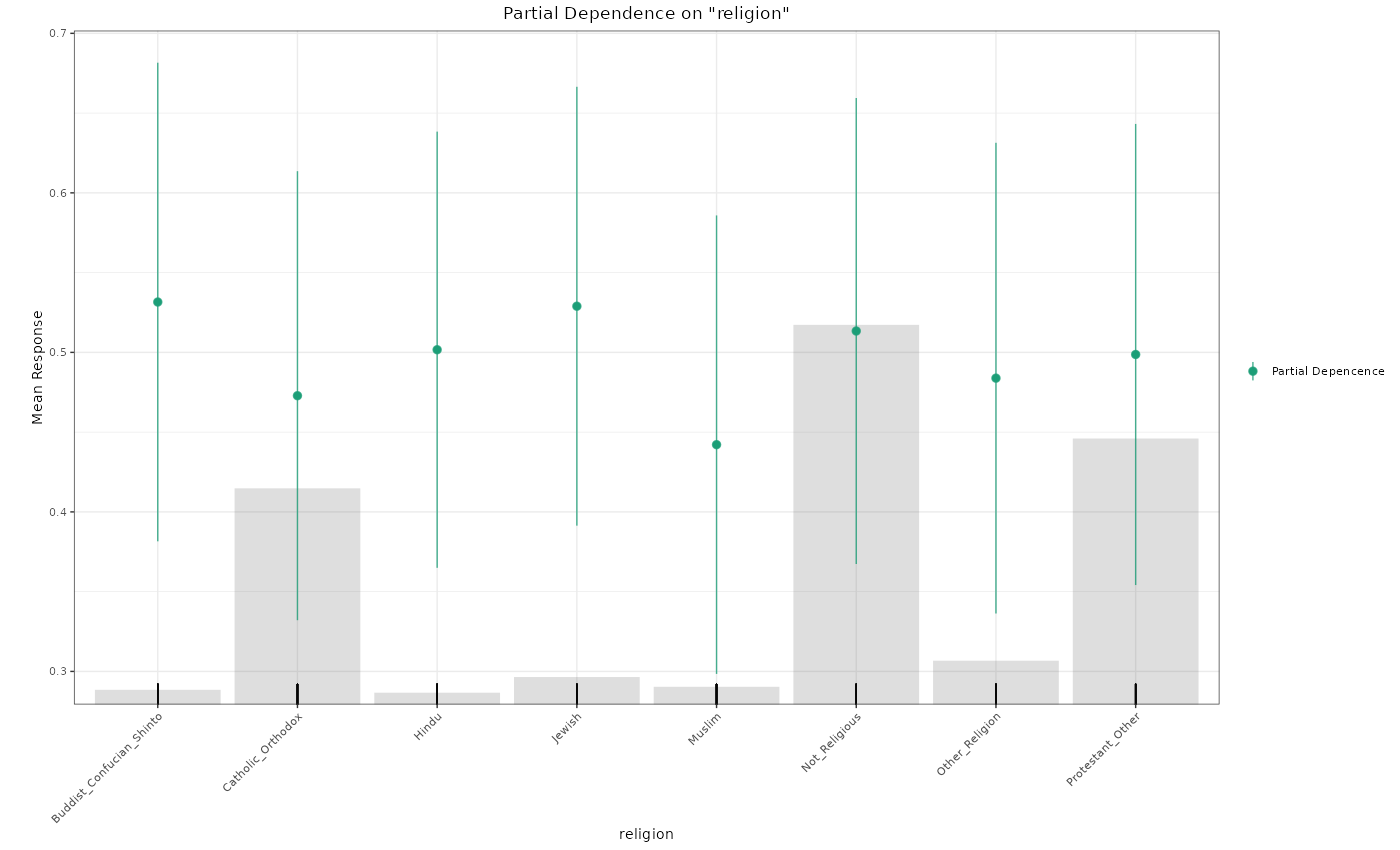 Partial Dependence on "religion"
0.7
0.6
0.5
0.4
0.3
Mean Response
Buddist_Confucian_Shinto
Catholic_Orthodox
Hindu
Jewish
Muslim
Not_Religious
Other_Religion
Protestant_Other
religion
Partial Depencence